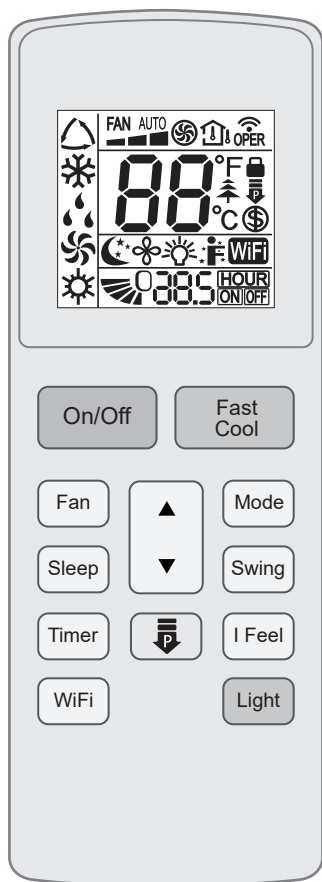 FAN AUTO
OPER
88
°F
°C
$
WiFi
038.5
HOUR
ON OFF
On/Off
Fast
Cool
Fan
Mode
Sleep
Swing
Timer
P
I Feel
WiFi
Light